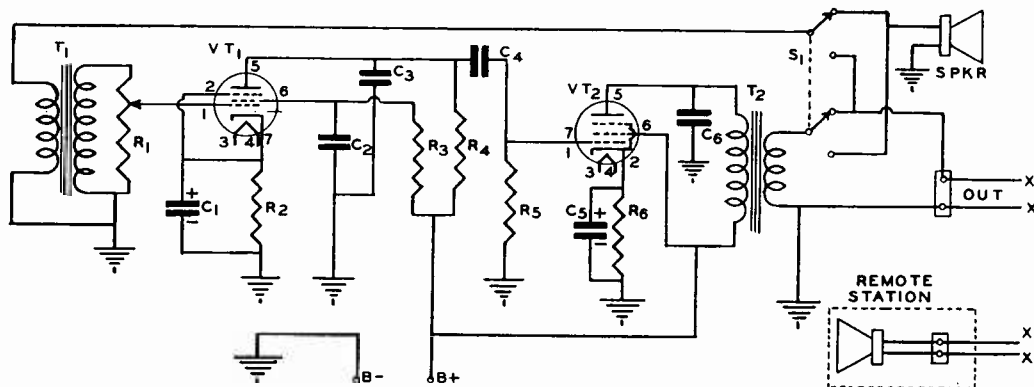 T1
R1
VT1
5
2
1
6
3
4
7
C1
R2
C2
C3
R3
R4
C4
R5
VT2
5
7
1
6
3
4
2
C5
R6
C6
T2
S1
SPKR
OUT
X
X
REMOTE
STATION
X
X
B-
B+
+
-
+
-